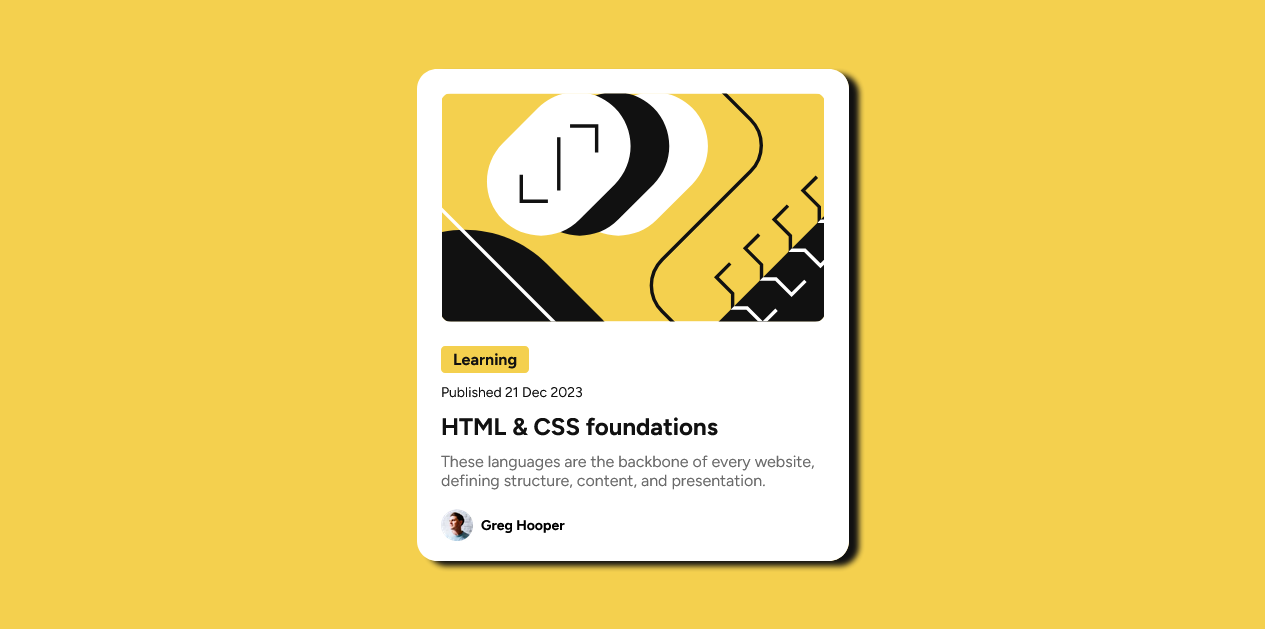 Learning
Published 21 Dec 2023
HTML & CSS foundations
These languages are the backbone of every website,
defining structure, content, and presentation.
Greg Hooper